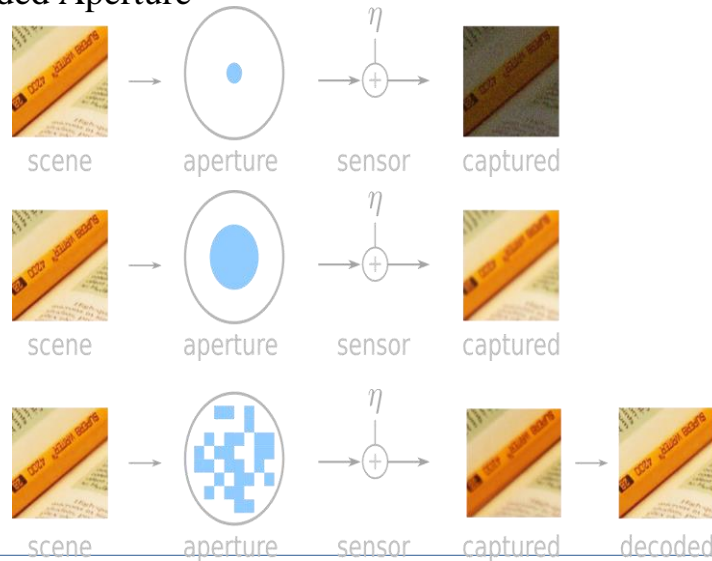 ded Aperture
η
scene aperture sensor captured
η
scene aperture sensor captured
η
scene aperture sensor captured decoded